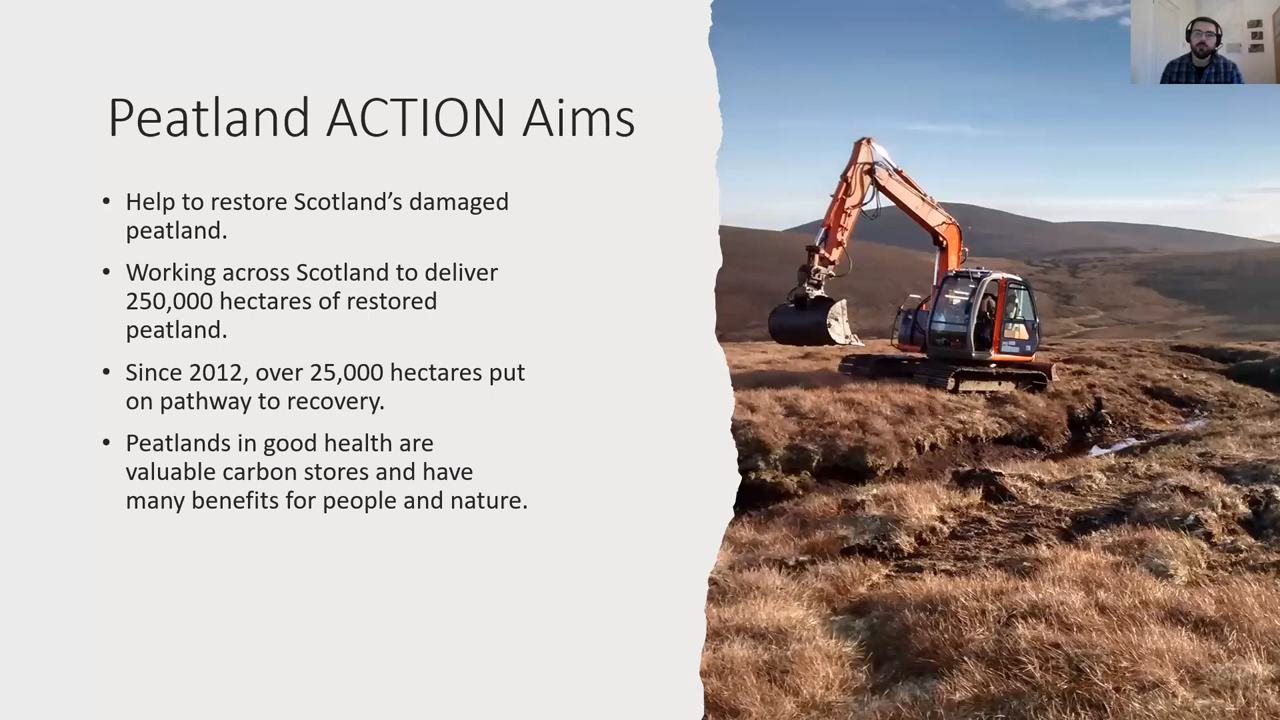 Peatland ACTION Aims
• Help to restore Scotland’s damaged
peatland.
• Working across Scotland to deliver
250,000 hectares of restored
peatland.
• Since 2012, over 25,000 hectares put
on pathway to recovery.
• Peatlands in good health are
valuable carbon stores and have
many benefits for people and nature.